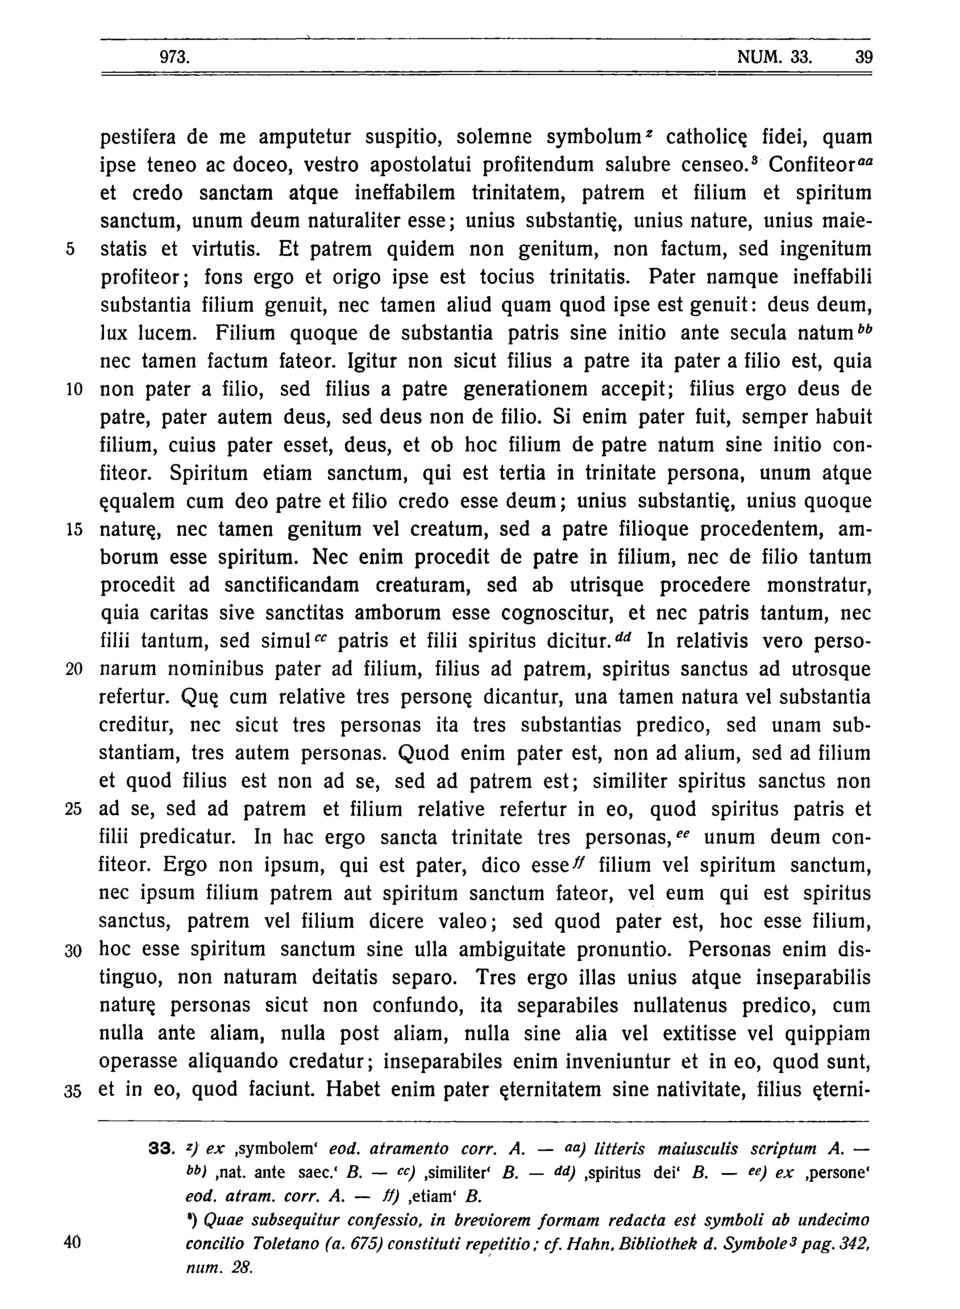 973. NUM. 33. 39
pestifera de me amputetur suspitio, solemne symbolum z catholicę fidei, quam
ipse teneo ac doceo, vestro apostolatui profitendum salubre censeo.³ Confiteor aa
et credo sanctam atque ineffabilem trinitatem, patrem et filium et spiritum
sanctum, unum deum naturaliter esse; unius substantię, unius nature, unius maie-
5 statis et virtutis. Et patrem quidem non genitum, non factum, sed ingenitum
profiteor; fons ergo et origo ipse est tocius trinitatis. Pater namque ineffabili
substantia filium genuit, nec tamen aliud quam quod ipse est genuit: deus deum,
lux lucem. Filium quoque de substantia patris sine initio ante secula natum bb
nec tamen factum fateor. Igitur non sicut filius a patre ita pater a filio est, quia
10 non pater a filio, sed filius a patre generationem accepit; filius ergo deus de
patre, pater autem deus, sed deus non de filio. Si enim pater fuit, semper habuit
filium, cuius pater esset, deus, et ob hoc filium de patre natum sine initio con-
fiteor. Spiritum etiam sanctum, qui est tertia in trinitate persona, unum atque
ęqualem cum deo patre et filio credo esse deum; unius substantię, unius quoque
15 naturę, nec tamen genitum vel creatum, sed a patre filioque procedentem, am-
borum esse spiritum. Nec enim procedit de patre in filium, nec de filio tantum
procedit ad sanctificandam creaturam, sed ab utrisque procedere monstratur,
quia caritas sive sanctitas amborum esse cognoscitur, et nec patris tantum, nec
filii tantum, sed simul cc patris et filii spiritus dicitur. dd In relativis vero perso-
20 narum nominibus pater ad filium, filius ad patrem, spiritus sanctus ad utrosque
refertur. Quę cum relative tres personę dicantur, una tamen natura vel substantia
creditur, nec sicut tres personas ita tres substantias predico, sed unam sub-
stantiam, tres autem personas. Quod enim pater est, non ad alium, sed ad filium
et quod filius est non ad se, sed ad patrem est; similiter spiritus sanctus non
25 ad se, sed ad patrem et filium relative refertur in eo, quod spiritus patris et
filii predicatur. In hac ergo sancta trinitate tres personas, ee unum deum con-
fiteor. Ergo non ipsum, qui est pater, dico esse ff filium vel spiritum sanctum,
nec ipsum filium patrem aut spiritum sanctum fateor, vel eum qui est spiritus
sanctus, patrem vel filium dicere valeo; sed quod pater est, hoc esse filium,
30 hoc esse spiritum sanctum sine ulla ambiguitate pronuntio. Personas enim dis-
tinguo, non naturam deitatis separo. Tres ergo illas unius atque inseparabilis
naturę personas sicut non confundo, ita separabiles nullatenus predico, cum
nulla ante aliam, nulla post aliam, nulla sine alia vel extitisse vel quippiam
operasse aliquando credatur; inseparabiles enim inveniuntur et in eo, quod sunt,
35 et in eo, quod faciunt. Habet enim pater ęternitatem sine nativitate, filius ęterni-
33. z) ex ‚symbolem‘ eod. atramento corr. A. — aa) litteris maiusculis scriptum A. —
bb) ‚nat. ante saec.‘ B. — cc) ‚similiter‘ B. — dd) ‚spiritus dei‘ B. — ee) ex ‚persone‘
eod. atram. corr. A. — ff) ‚etiam‘ B.
³) Quae subsequitur confessio, in breviorem formam redacta est symboli ab undecimo
40 concilio Toletano (a. 675) constituti repetitio; cf. Hahn, Bibliothek d. Symbole³ pag. 342,
num. 28.